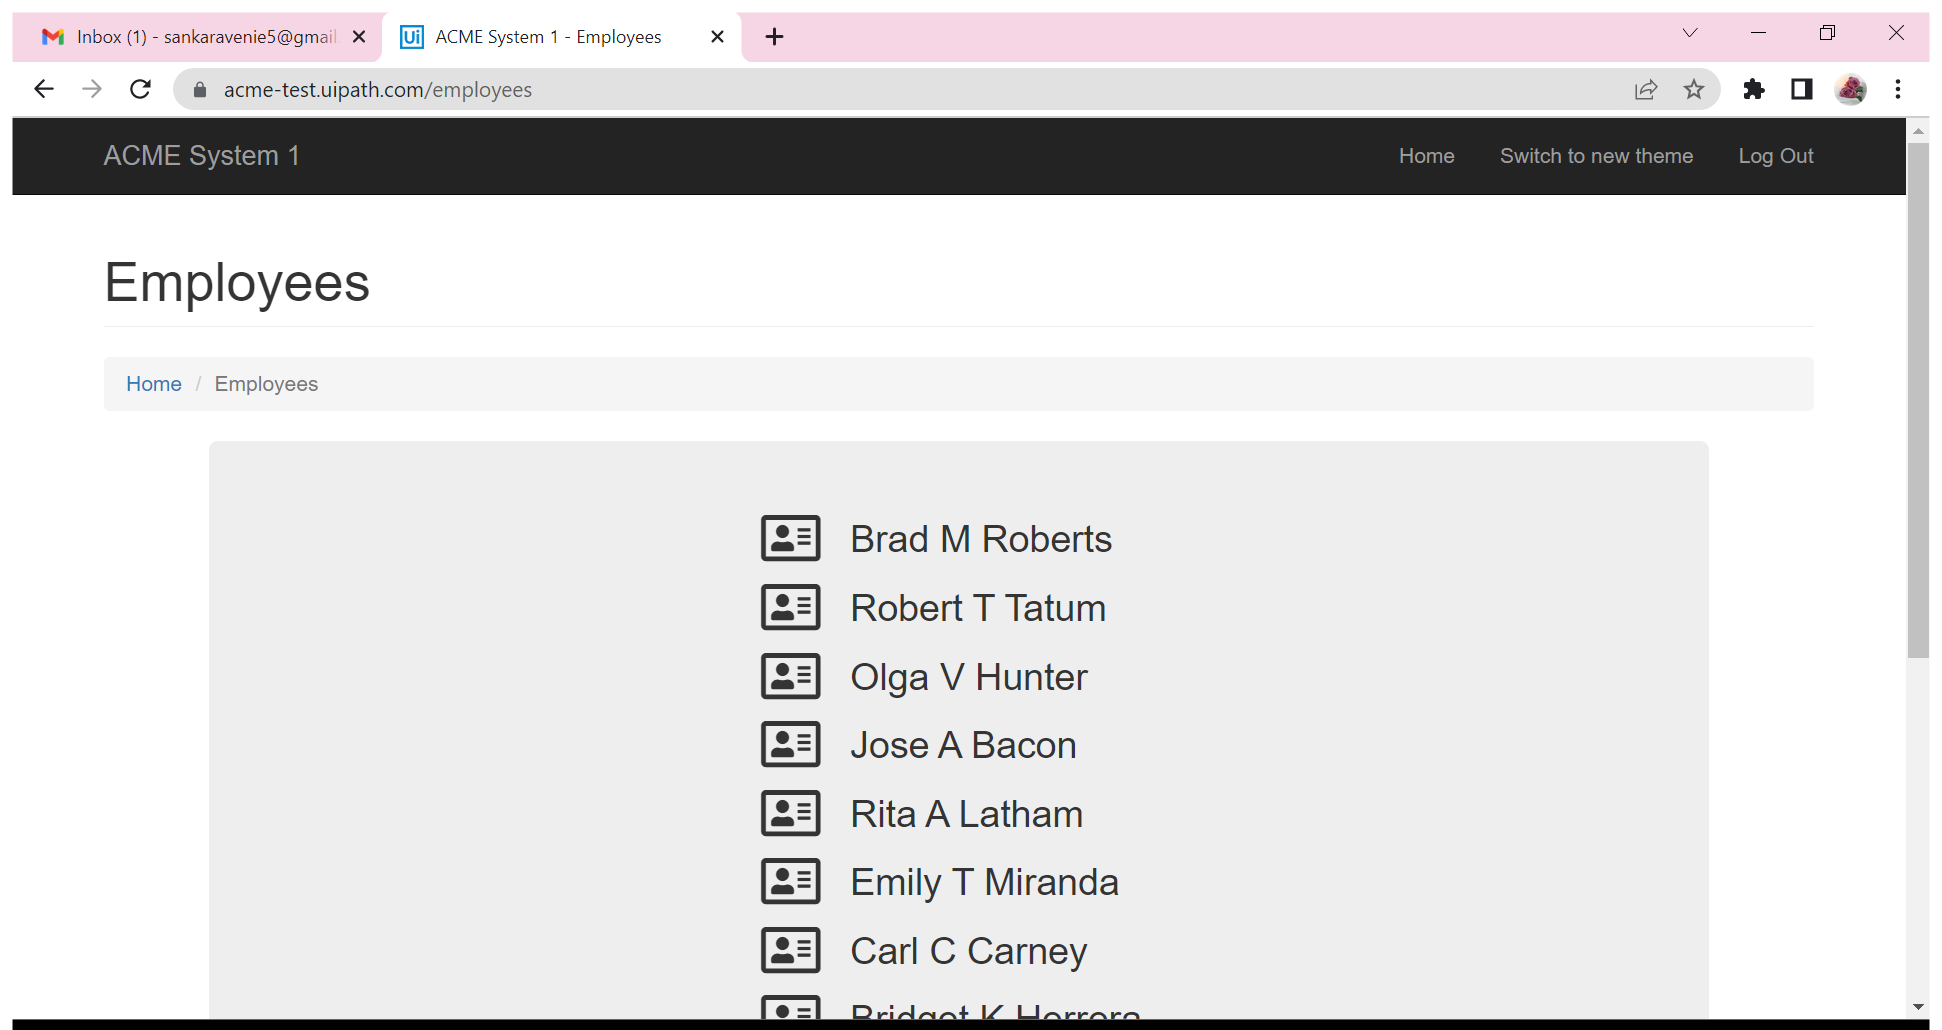 Inbox (1) - sankaravenie5@gmail.
Ui ACME System 1 - Employees
acme-test.uipath.com/employees
ACME System 1 Home Switch to new theme Log Out
Employees
Home / Employees
Brad M Roberts
Robert T Tatum
Olga V Hunter
Jose A Bacon
Rita A Latham
Emily T Miranda
Carl C Carney
Bridget K Herrera